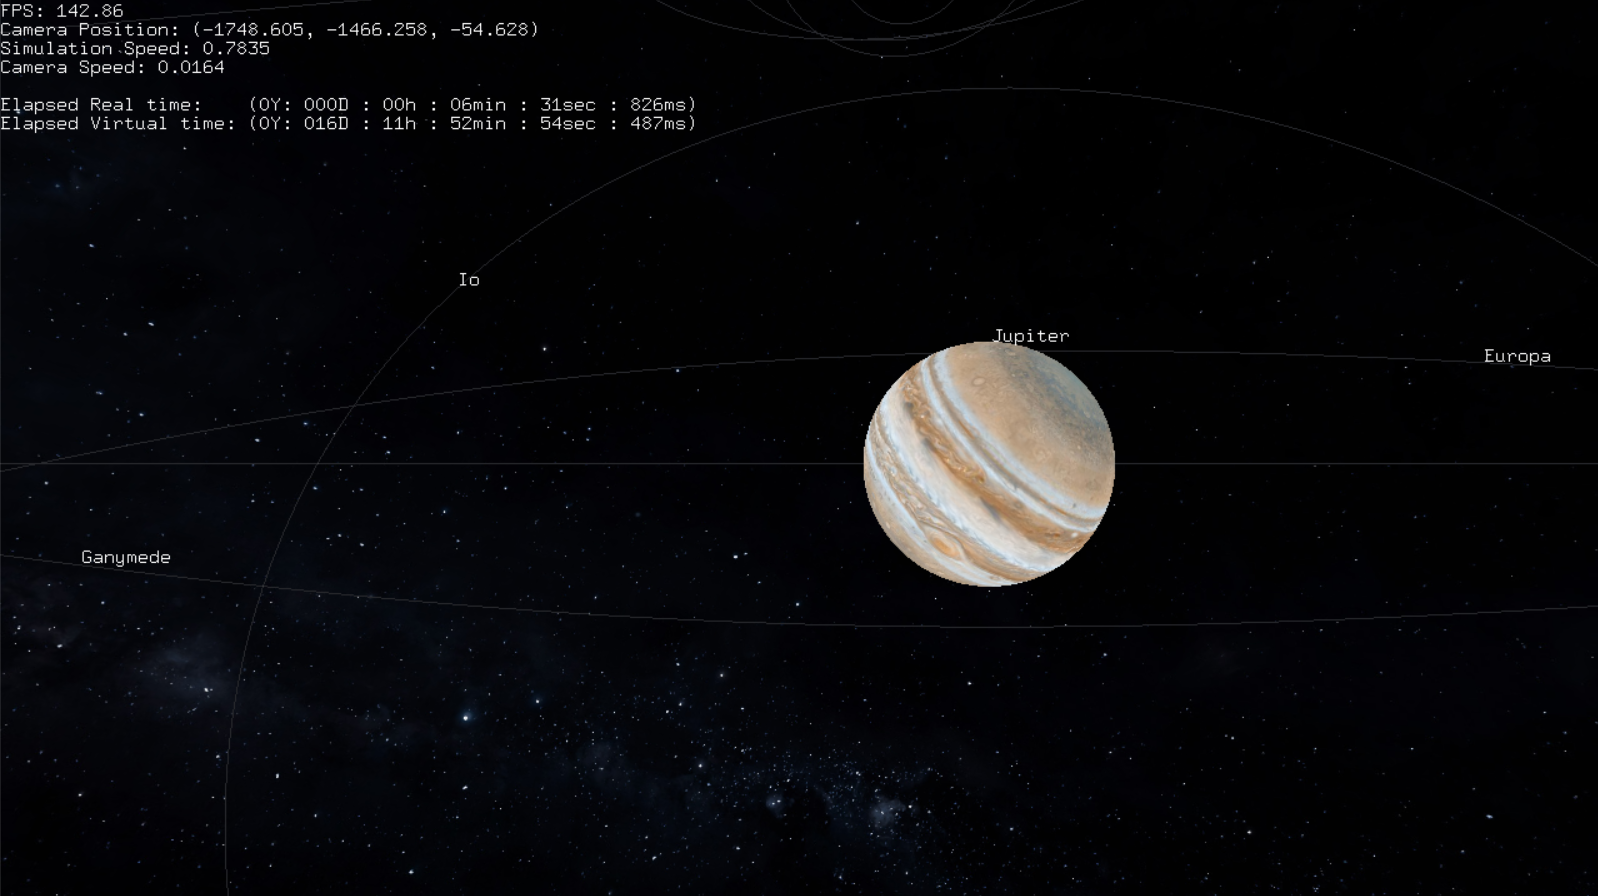 FPS: 142.86
Camera Position: (-1748.605, -1466.258, -54.628)
Simulation Speed: 0.7835
Camera Speed: 0.0164
Elapsed Real time: (0Y: 000D : 00h : 06min : 31sec : 826ms)
Elapsed Virtual time: (0Y: 016D : 11h : 52min : 54sec : 487ms)
Io
Jupiter
Europa
Ganymede